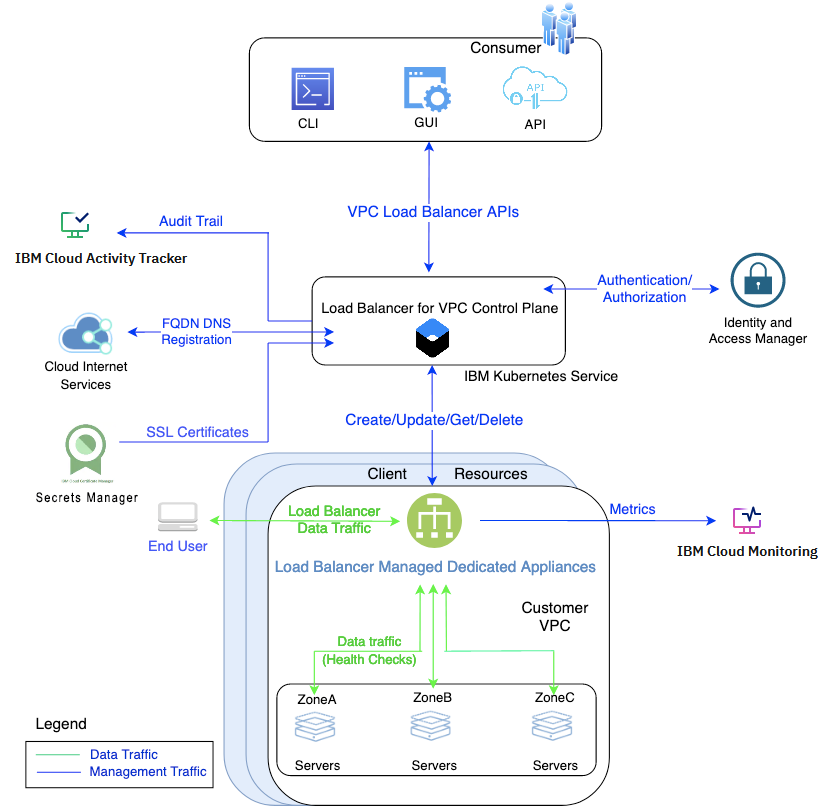 Consumer
CLI
GUI
API
API
VPC Load Balancer APIs
Audit Trail
IBM Cloud Activity Tracker
Authentication/
Authorization
Identity and
Access Manager
Load Balancer for VPC Control Plane
IBM Kubernetes Service
FQDN DNS
Registration
Cloud Internet
Services
SSL Certificates
IBM Cloud Certificate Manager
Secrets Manager
Create/Update/Get/Delete
Client Resources
Load Balancer
Data Traffic
End User
Metrics
IBM Cloud Monitoring
Load Balancer Managed Dedicated Appliances
Customer
VPC
Data traffic
(Health Checks)
ZoneA
ZoneB
ZoneC
Servers
Servers
Servers
Legend
Data Traffic
Management Traffic